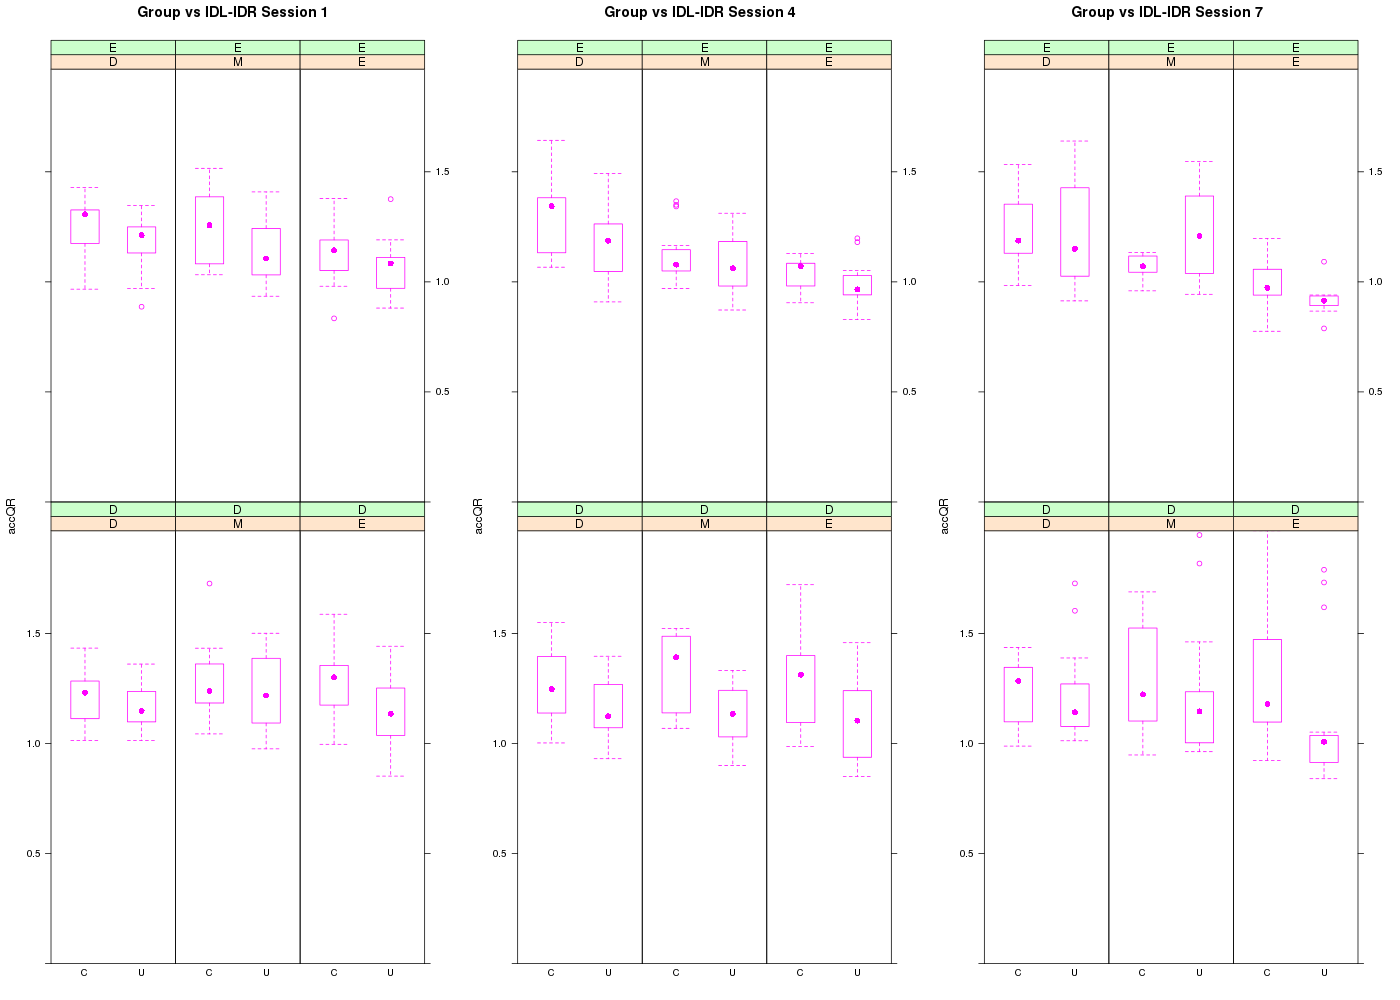 Group vs IDL-IDR Session 1 Group vs IDL-IDR Session 4 Group vs IDL-IDR Session 7
E E E E E E E E E
D M E D M E D M E
1.5 1.5 1.5
1.0 1.0 1.0
0.5 0.5 0.5
accQR accQR accQR
D D D D D D D D D
D M E D M E D M E
1.5 1.5 1.5
1.0 1.0 1.0
0.5 0.5 0.5
C U C U C U C U C U C U C U C U C U